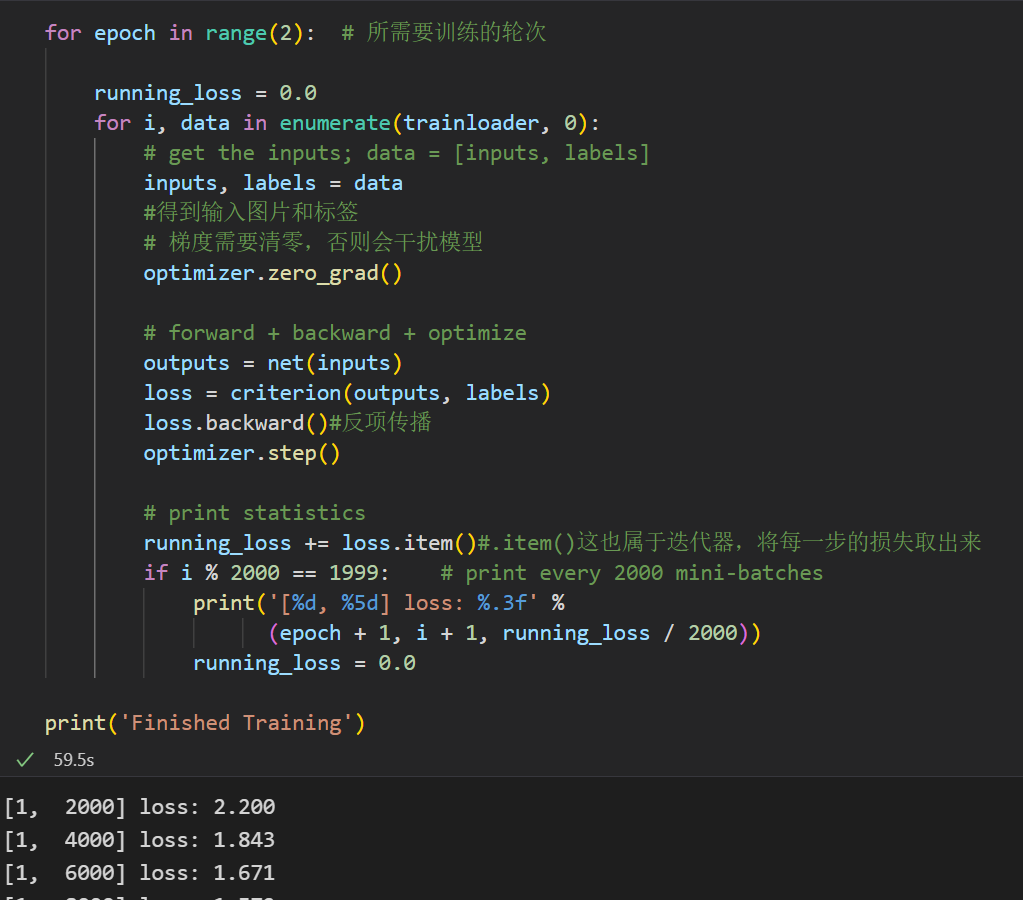 for epoch in range(2):  # 所需要训练的轮次
running_loss = 0.0
for i, data in enumerate(trainloader, 0):
# get the inputs; data = [inputs, labels]
inputs, labels = data
#得到输入图片和标签
# 梯度需要清零，否则会干扰模型
optimizer.zero_grad()
# forward + backward + optimize
outputs = net(inputs)
loss = criterion(outputs, labels)
loss.backward()#反项传播
optimizer.step()
# print statistics
running_loss += loss.item()#.item()这也属于迭代器，将每一步的损失取出来
if i % 2000 == 1999:    # print every 2000 mini-batches
print('[%d, %5d] loss: %.3f' %
(epoch + 1, i + 1, running_loss / 2000))
running_loss = 0.0
print('Finished Training')
59.5s
[1,  2000] loss: 2.200
[1,  4000] loss: 1.843
[1,  6000] loss: 1.671